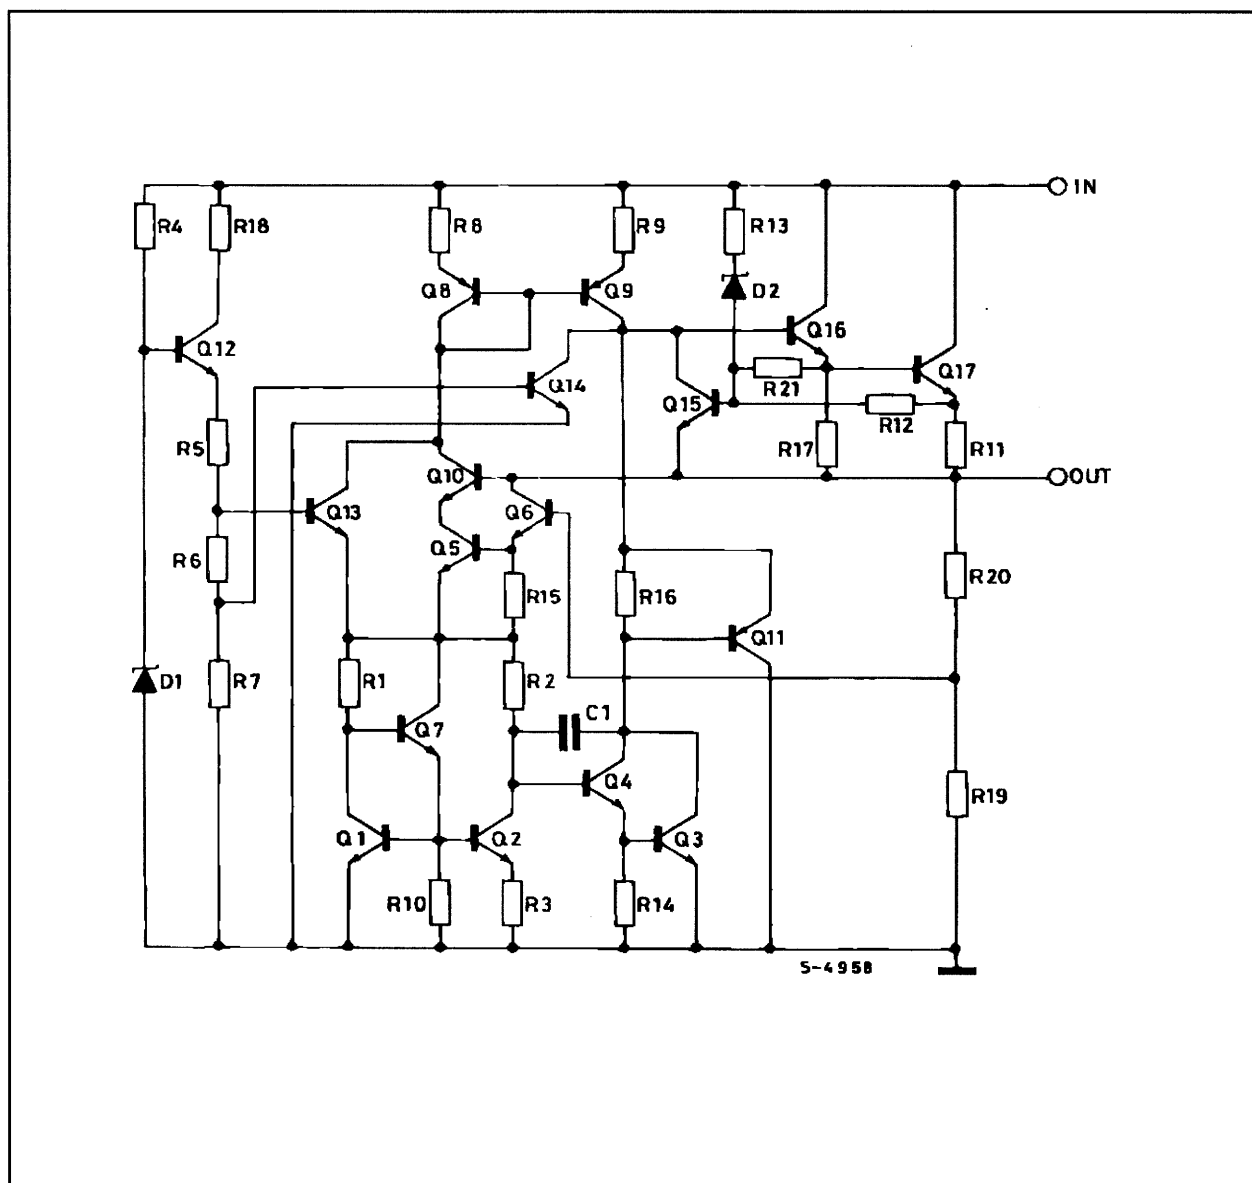 IN
R4 R18 R8 R9 R13
Q8 Q9 D2
Q12 Q16
Q14 R21 Q17
Q15 R12
R5 R17 R11
Q10 OUT
Q13 Q6
R6 Q5
R15 R16 R20
Q11
D1 R7 R1 R2
C1
Q7
Q4 R19
Q1 Q2 Q3
R10 R3 R14
S-4958